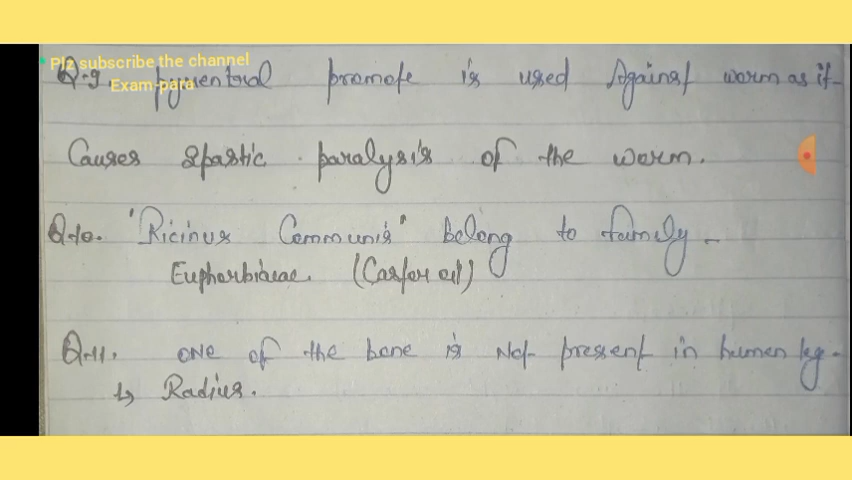 Plz subscribe the channel
Exam para
Q-9. pyrentral promote is used Against worm as it
Causes spastic paralysis of the worm.
Q-10. "Ricinus Communis" Belong to family -
Euphorbiaceae. (Castor oil)
Q-11. ONE of the bone is Not pressent in human leg.
↳ Radius.